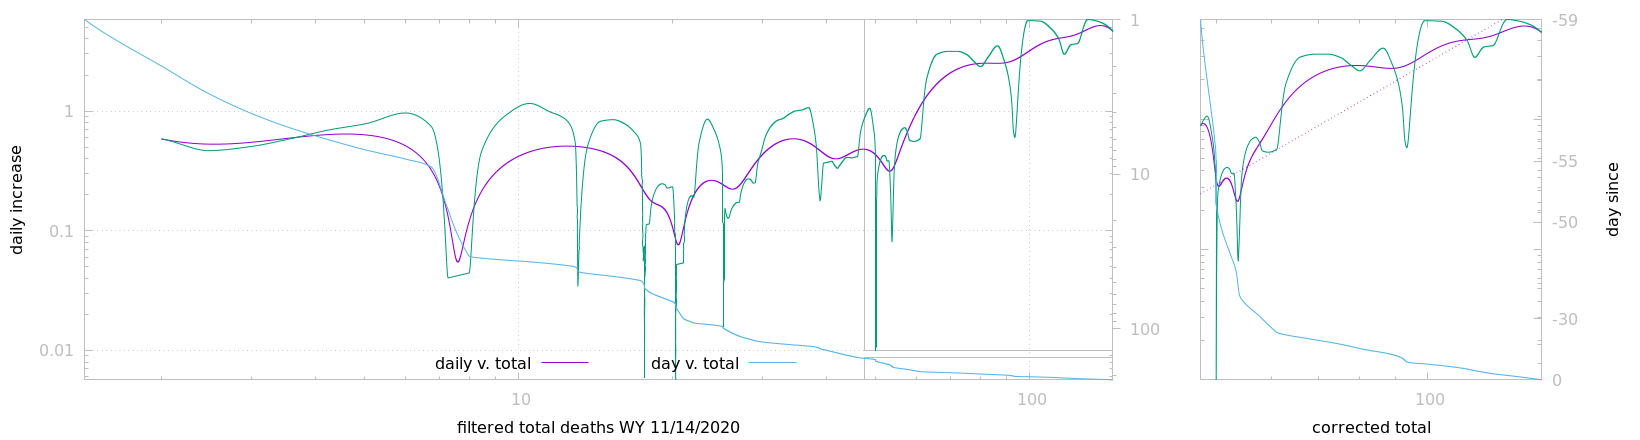 daily increase
1
0.1
0.01
10
100
1
10
100
daily v. total
day v. total
filtered total deaths WY 11/14/2020
-59
-55
-50
-30
0
day since
100
corrected total